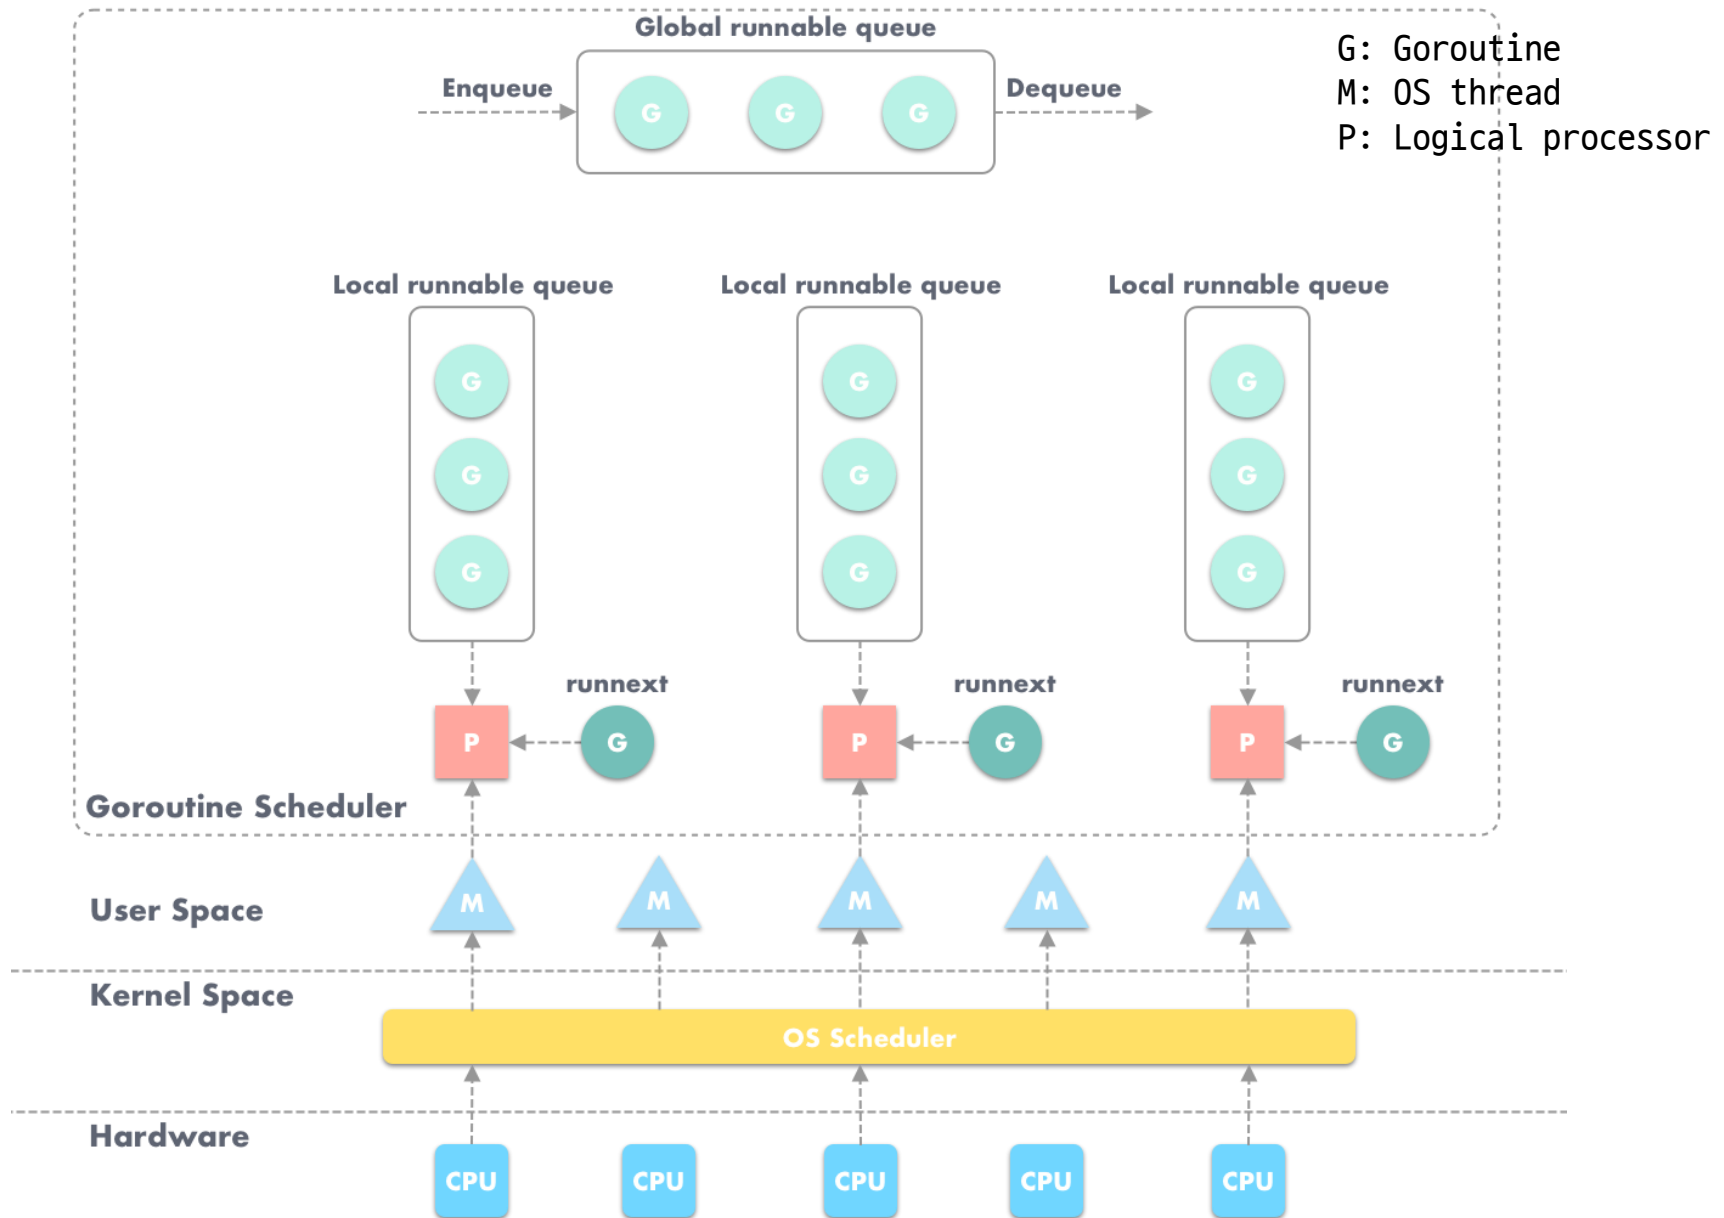 Global runnable queue
G: Goroutine
M: OS thread
P: Logical processor
Enqueue
G G G
Dequeue
Local runnable queue Local runnable queue Local runnable queue
G G G
G G G
G G G
runnext runnext runnext
P G P G P G
Goroutine Scheduler
M M M M M
User Space
Kernel Space
OS Scheduler
Hardware
CPU CPU CPU CPU CPU